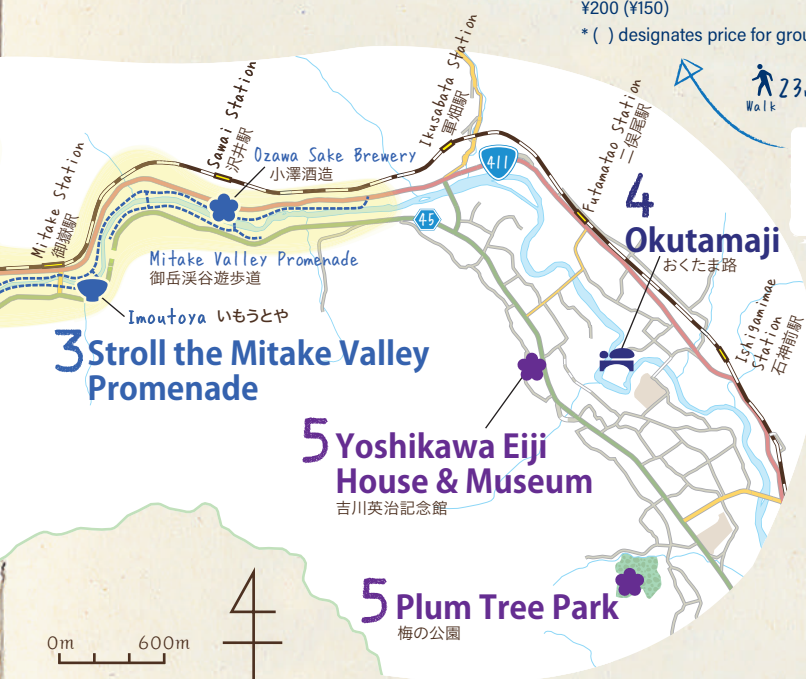 ¥200 (¥150)
* ( ) designates price for
Walk
Ikusabata Station
軍畑駅
Sawai Station
沢井駅
Ozawa Sake Brewery
小澤酒造
411
Futamatao Station
二俣尾駅
Mitake Station
御嶽駅
45
4
Okutamaji
おくたま路
Mitake Valley Promenade
御岳渓谷遊歩道
Imoutoya いもうとや
Ishigamimae
Station
石神前駅
3 Stroll the Mitake Valley
Promenade
5 Yoshikawa Eiji
House & Museum
吉川英治記念館
5 Plum Tree Park
梅の公園
4
0m 600m